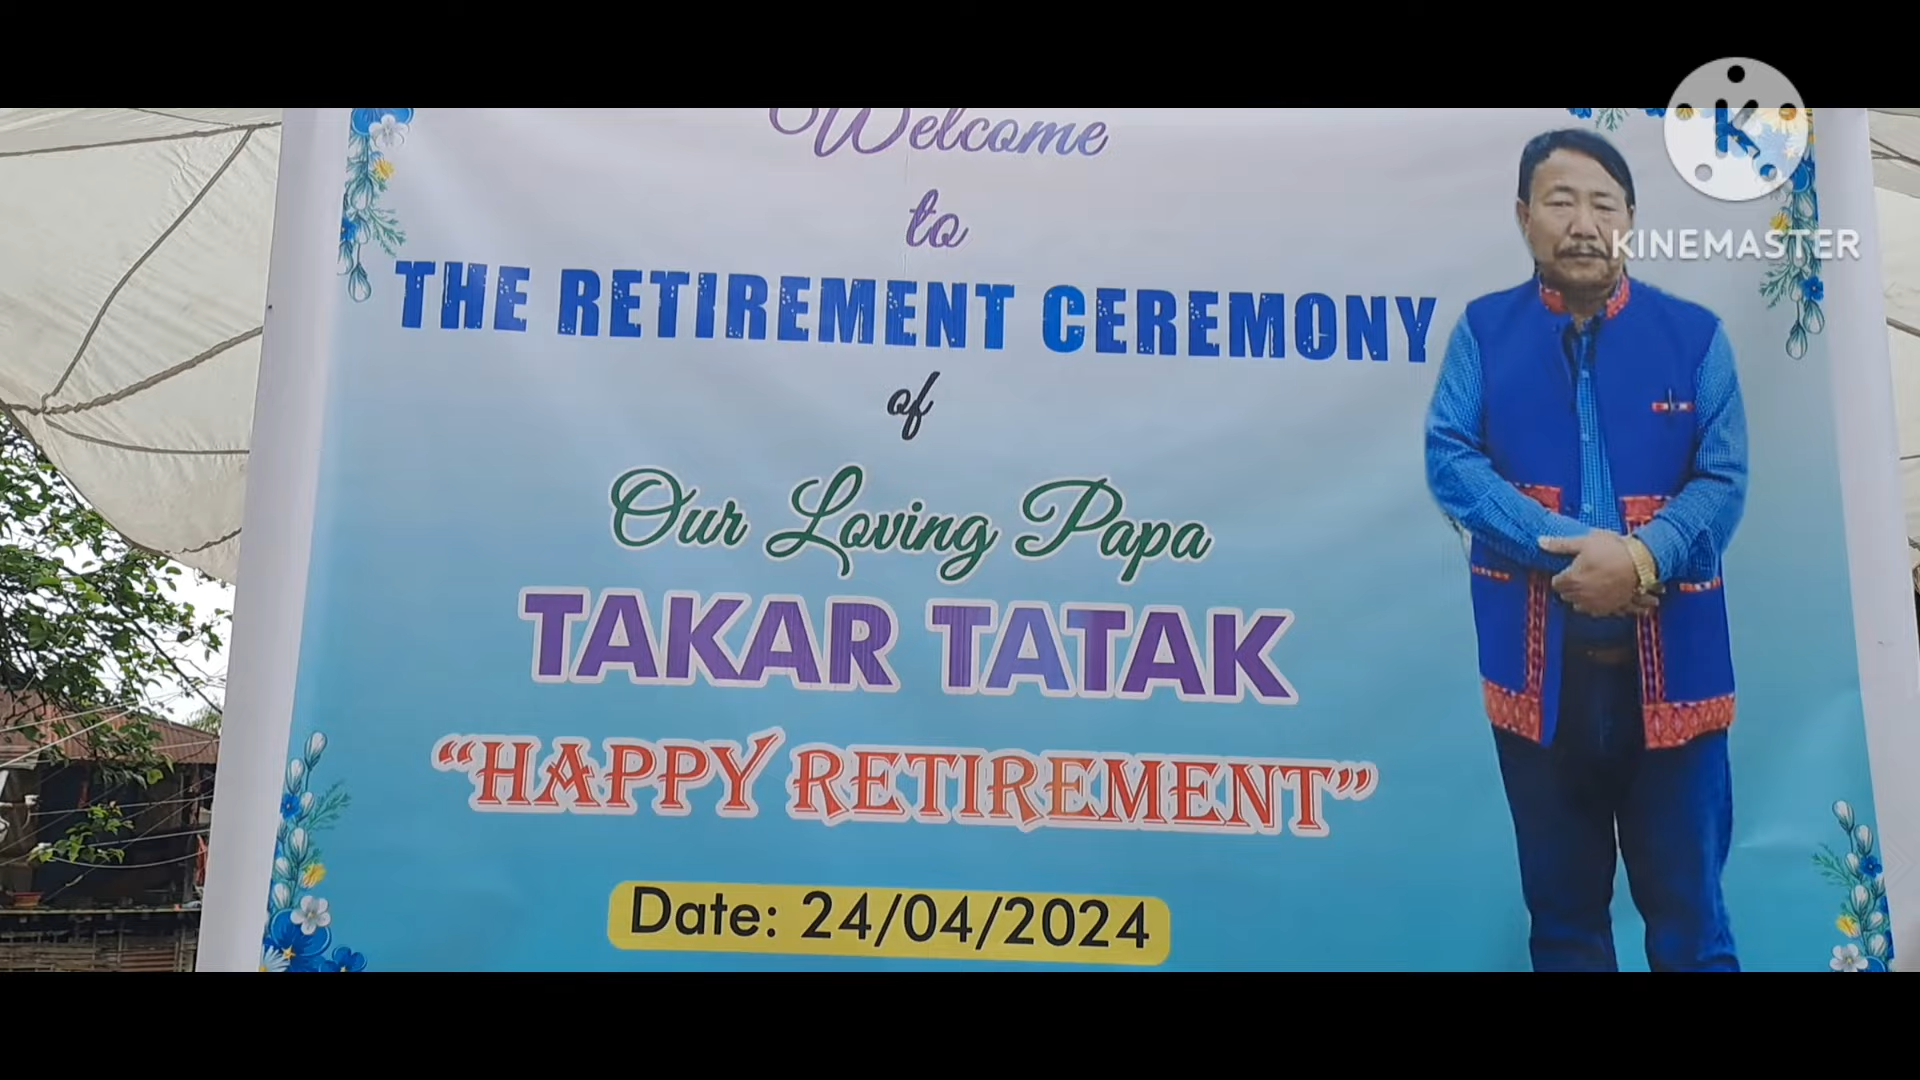 Welcome
to
THE RETIREMENT CEREMONY
of
Our Loving Papa
TAKAR TATAK
"HAPPY RETIREMENT"
Date: 24/04/2024
K
KINEMASTER